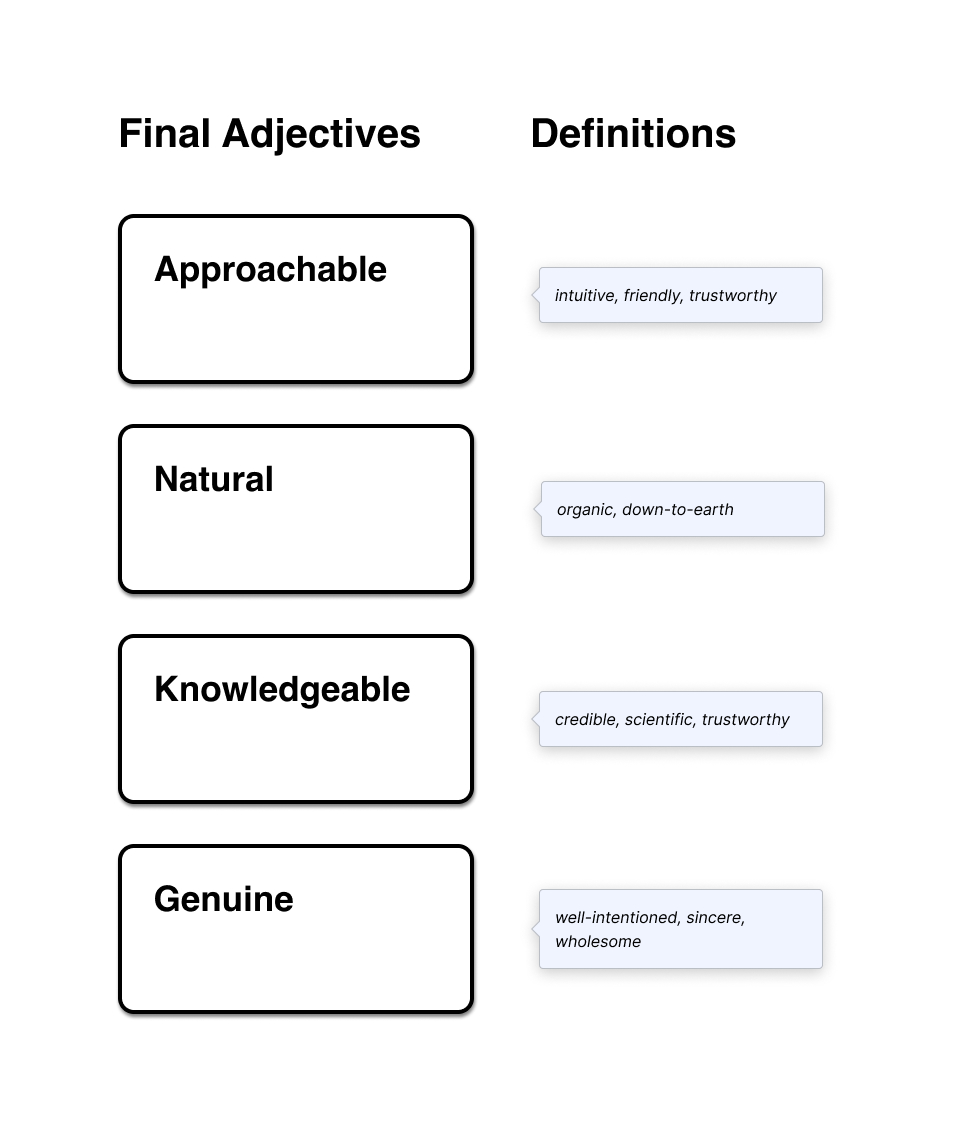 Final Adjectives
Definitions
Approachable
intuitive, friendly, trustworthy
Natural
organic, down-to-earth
Knowledgeable
credible, scientific, trustworthy
Genuine
well-intentioned, sincere,
wholesome